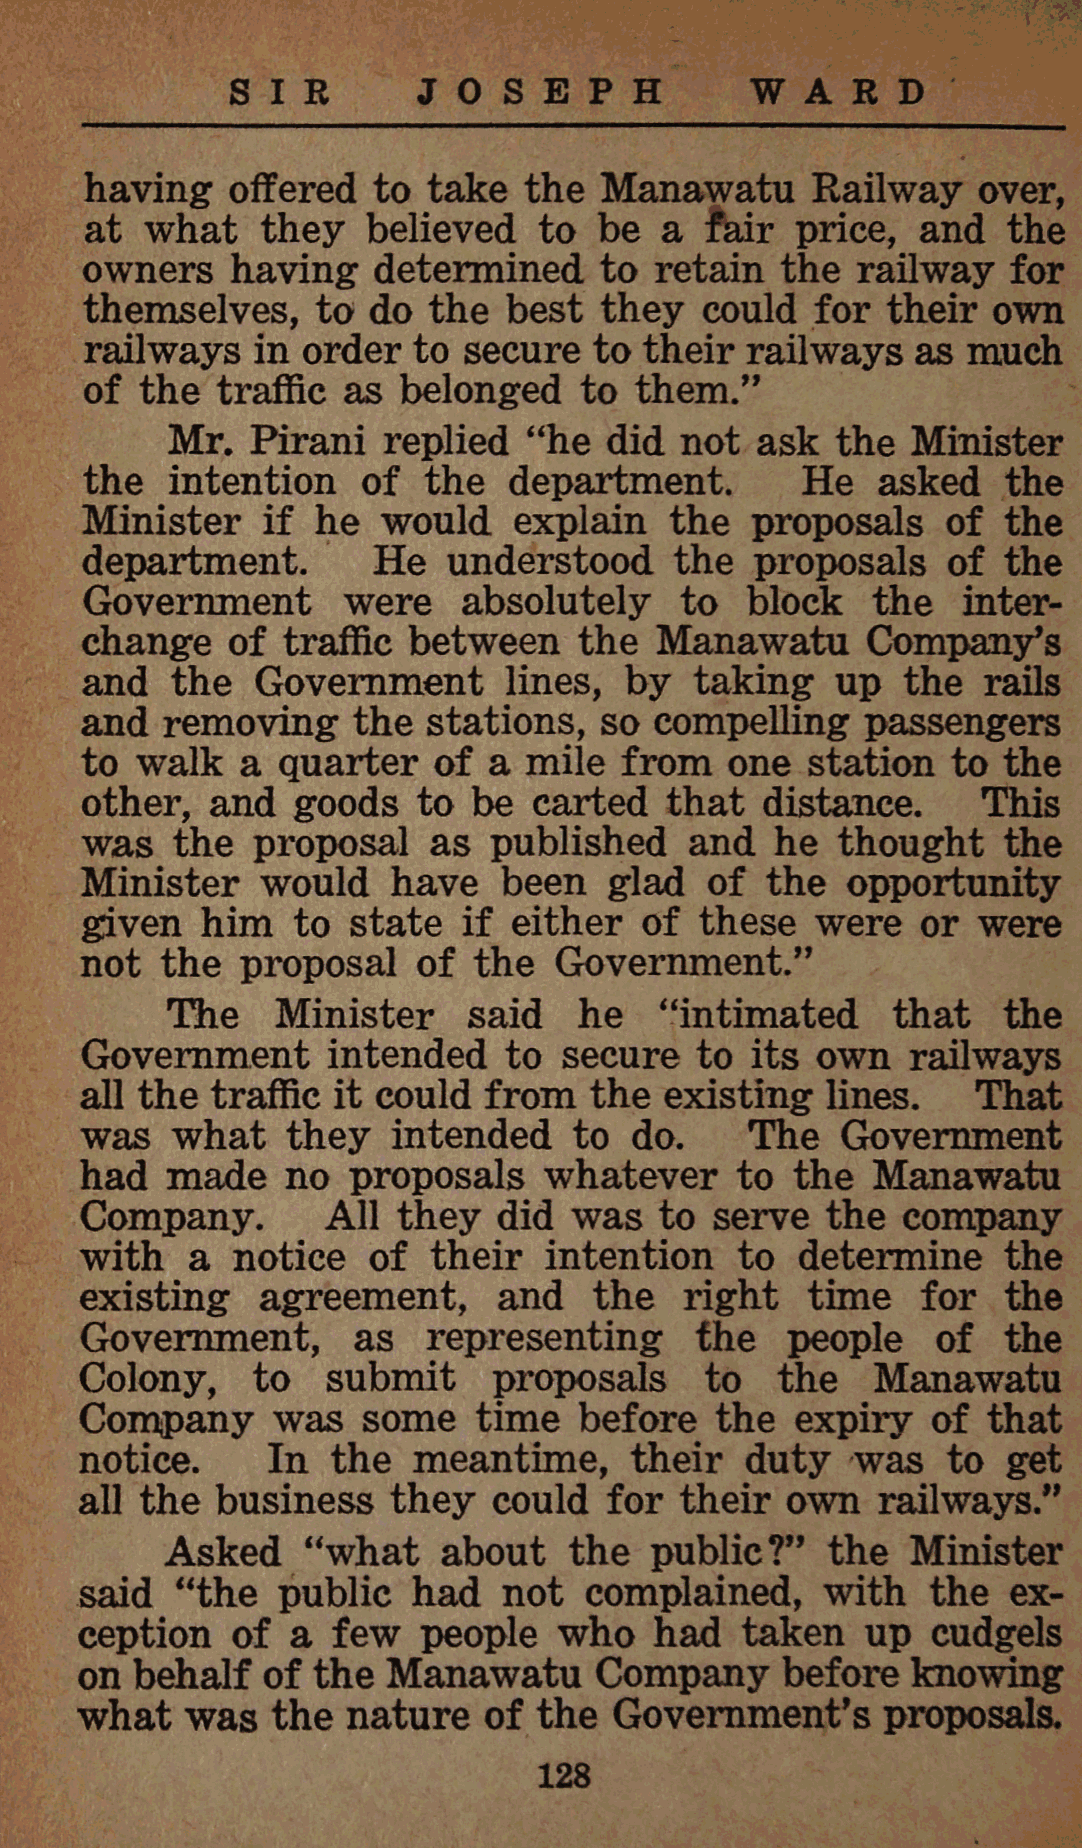 SIR JOSEPH WARD
having offered to take the Manawatu Railway over,
at what they believed to be a fair price, and the
owners having determined to retain the railway for
themselves, to do the best they could for their own
railways in order to secure to their railways as much
of the traffic as belonged to them.”
Mr. Pirani replied “he did not ask the Minister
the intention of the department. He asked the
Minister if he would explain the proposals of the
department. He understood the proposals of the
Government were absolutely to block the inter-
change of traffic between the Manawatu Company’s
and the Government lines, by taking up the rails
and removing the stations, so compelling passengers
to walk a quarter of a mile from one station to the
other, and goods to be carted that distance. This
was the proposal as published and he thought the
Minister would have been glad of the opportunity
given him to state if either of these were or were
not the proposal of the Government.”
The Minister said he “intimated that the
Government intended to secure to its own railways
all the traffic it could from the existing lines. That
was what they intended to do. The Government
had made no proposals whatever to the Manawatu
Company. All they did was to serve the company
with a notice of their intention to determine the
existing agreement, and the right time for the
Government, as representing the people of the
Colony, to submit proposals to the Manawatu
Company was some time before the expiry of that
notice. In the meantime, their duty was to get
all the business they could for their own railways.”
Asked “what about the public?” the Minister
said “the public had not complained, with the ex-
ception of a few people who had taken up cudgels
on behalf of the Manawatu Company before knowing
what was the nature of the Government’s proposals.
128